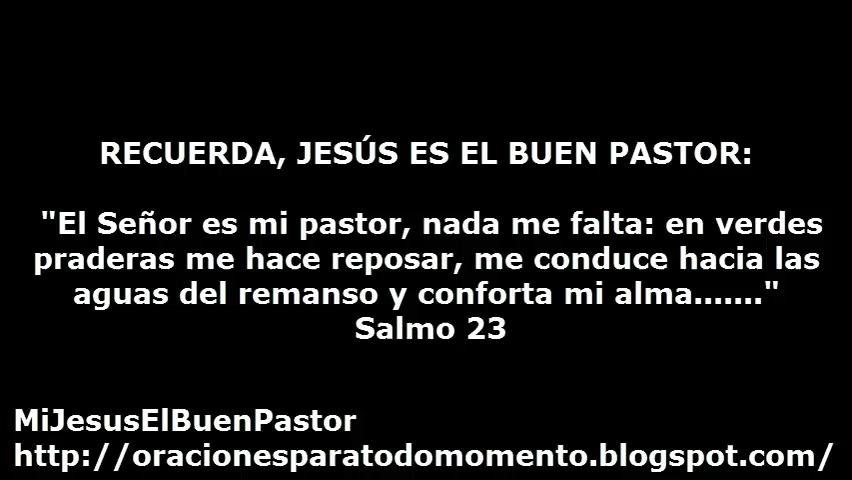 RECUERDA, JESÚS ES EL BUEN PASTOR:
"El Señor es mi pastor, nada me falta: en verdes
praderas me hace reposar, me conduce hacia las
aguas del remanso y conforta mi alma......."
Salmo 23
MiJesusElBuenPastor
http://oracionesparatodomomento.blogspot.com/